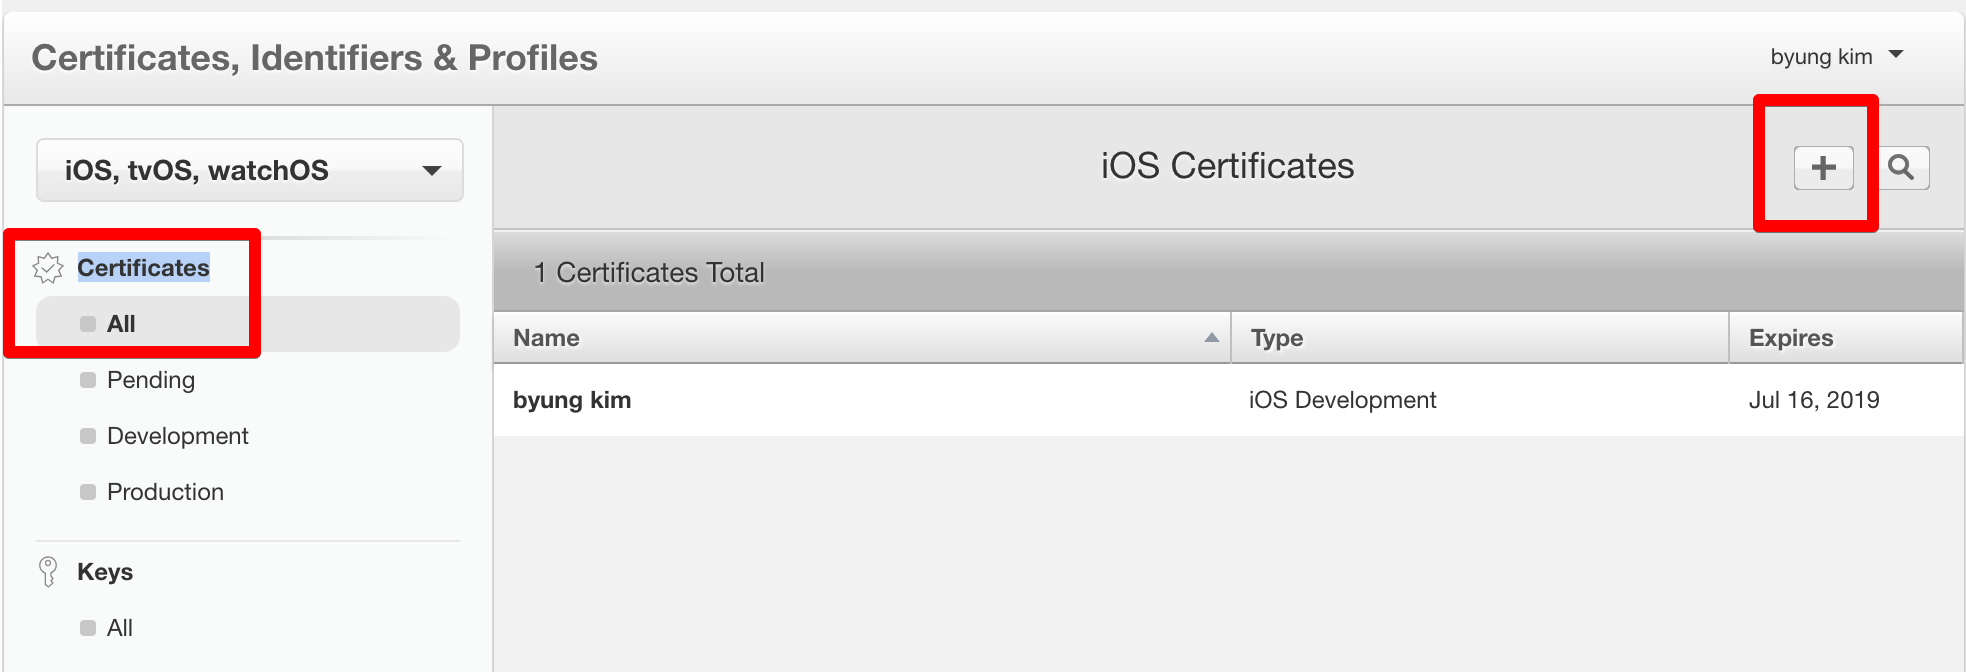 Certificates, Identifiers & Profiles
byung kim
iOS, tvOS, watchOS
iOS Certificates
Certificates
All
Pending
Development
Production
Keys
All
1 Certificates Total
Name Type Expires
byung kim iOS Development Jul 16, 2019